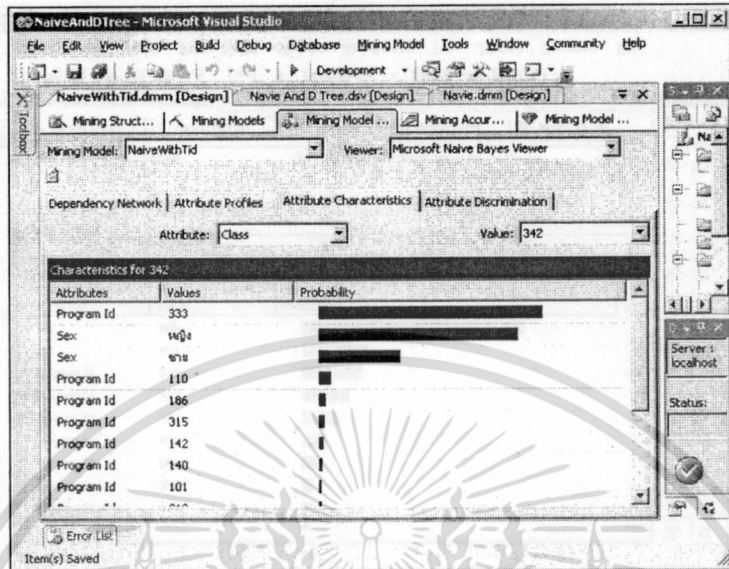 NaiveAndDTree - Microsoft Visual Studio
File Edit View Project Build Debug Database Mining Model Tools Window Community Help
Development
Toolbox
NaiveWithTid.dmm [Design] Navie And D Tree.dsv [Design] Navie.dmm [Design]
Mining Struct... Mining Models Mining Model ... Mining Accur... Mining Model ...
Mining Model: NaiveWithTid Viewer: Microsoft Naive Bayes Viewer
Dependency Network Attribute Profiles Attribute Characteristics Attribute Discrimination
Attribute: Class Value: 342
Characteristics for 342
Attributes Values Probability
Program Id 333
Sex หญิง
Sex ชาย
Program Id 110
Program Id 186
Program Id 315
Program Id 142
Program Id 140
Program Id 101
Na
Server :
localhost
Status:
Error List
Item(s) Saved